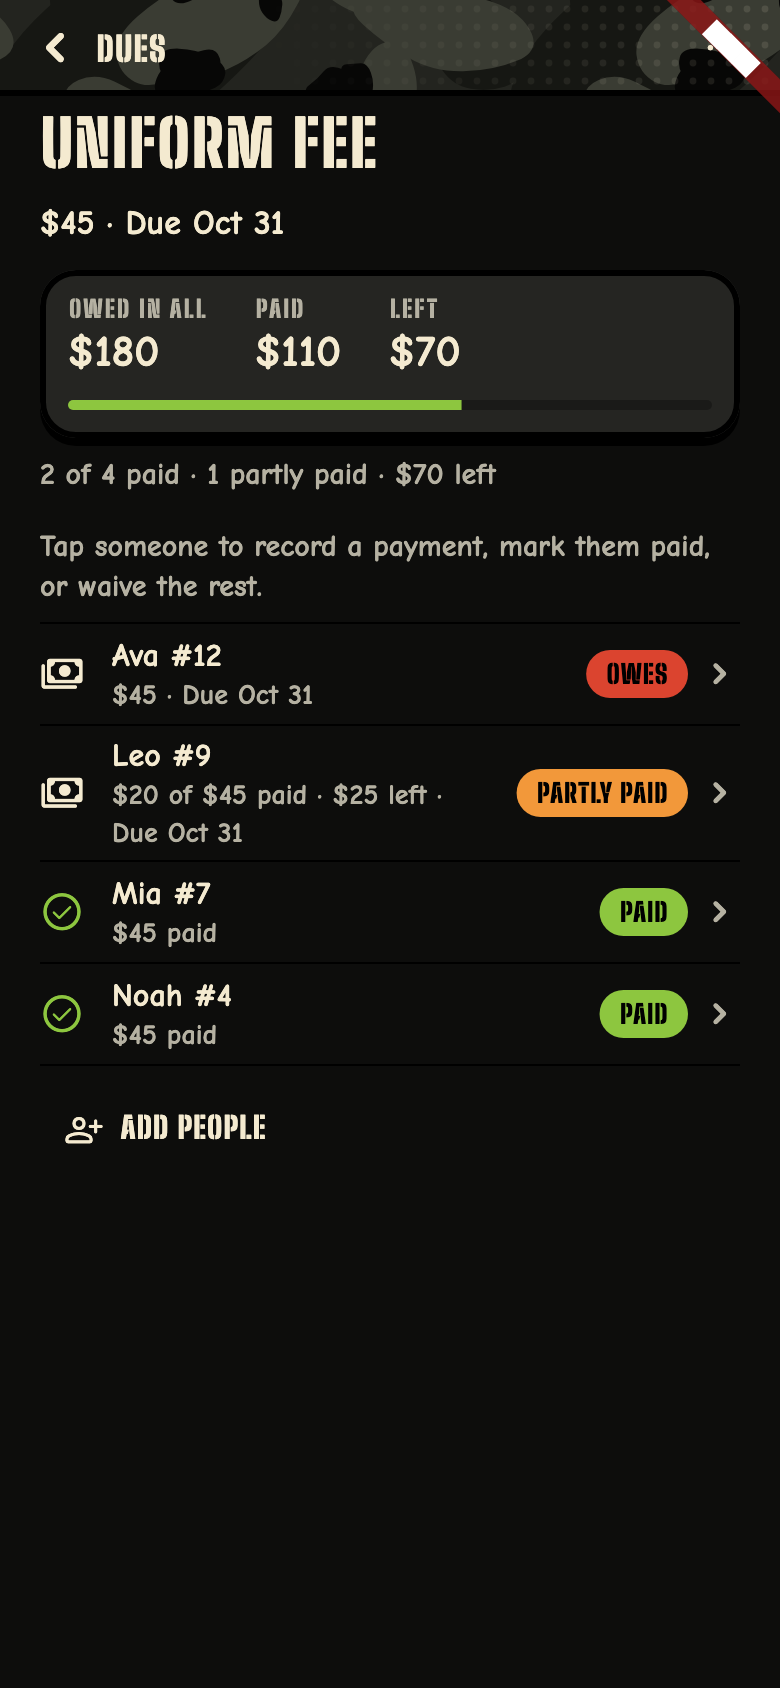 DUES
UNIFORM FEE
$45 · Due Oct 31
OWED IN ALL PAID LEFT
$180 $110 $70
2 of 4 paid · 1 partly paid · $70 left
Tap someone to record a payment, mark them paid,
or waive the rest.
Ava #12
$45 · Due Oct 31
OWES
Leo #9
$20 of $45 paid · $25 left ·
Due Oct 31
PARTLY PAID
Mia #7
$45 paid
PAID
Noah #4
$45 paid
PAID
ADD PEOPLE